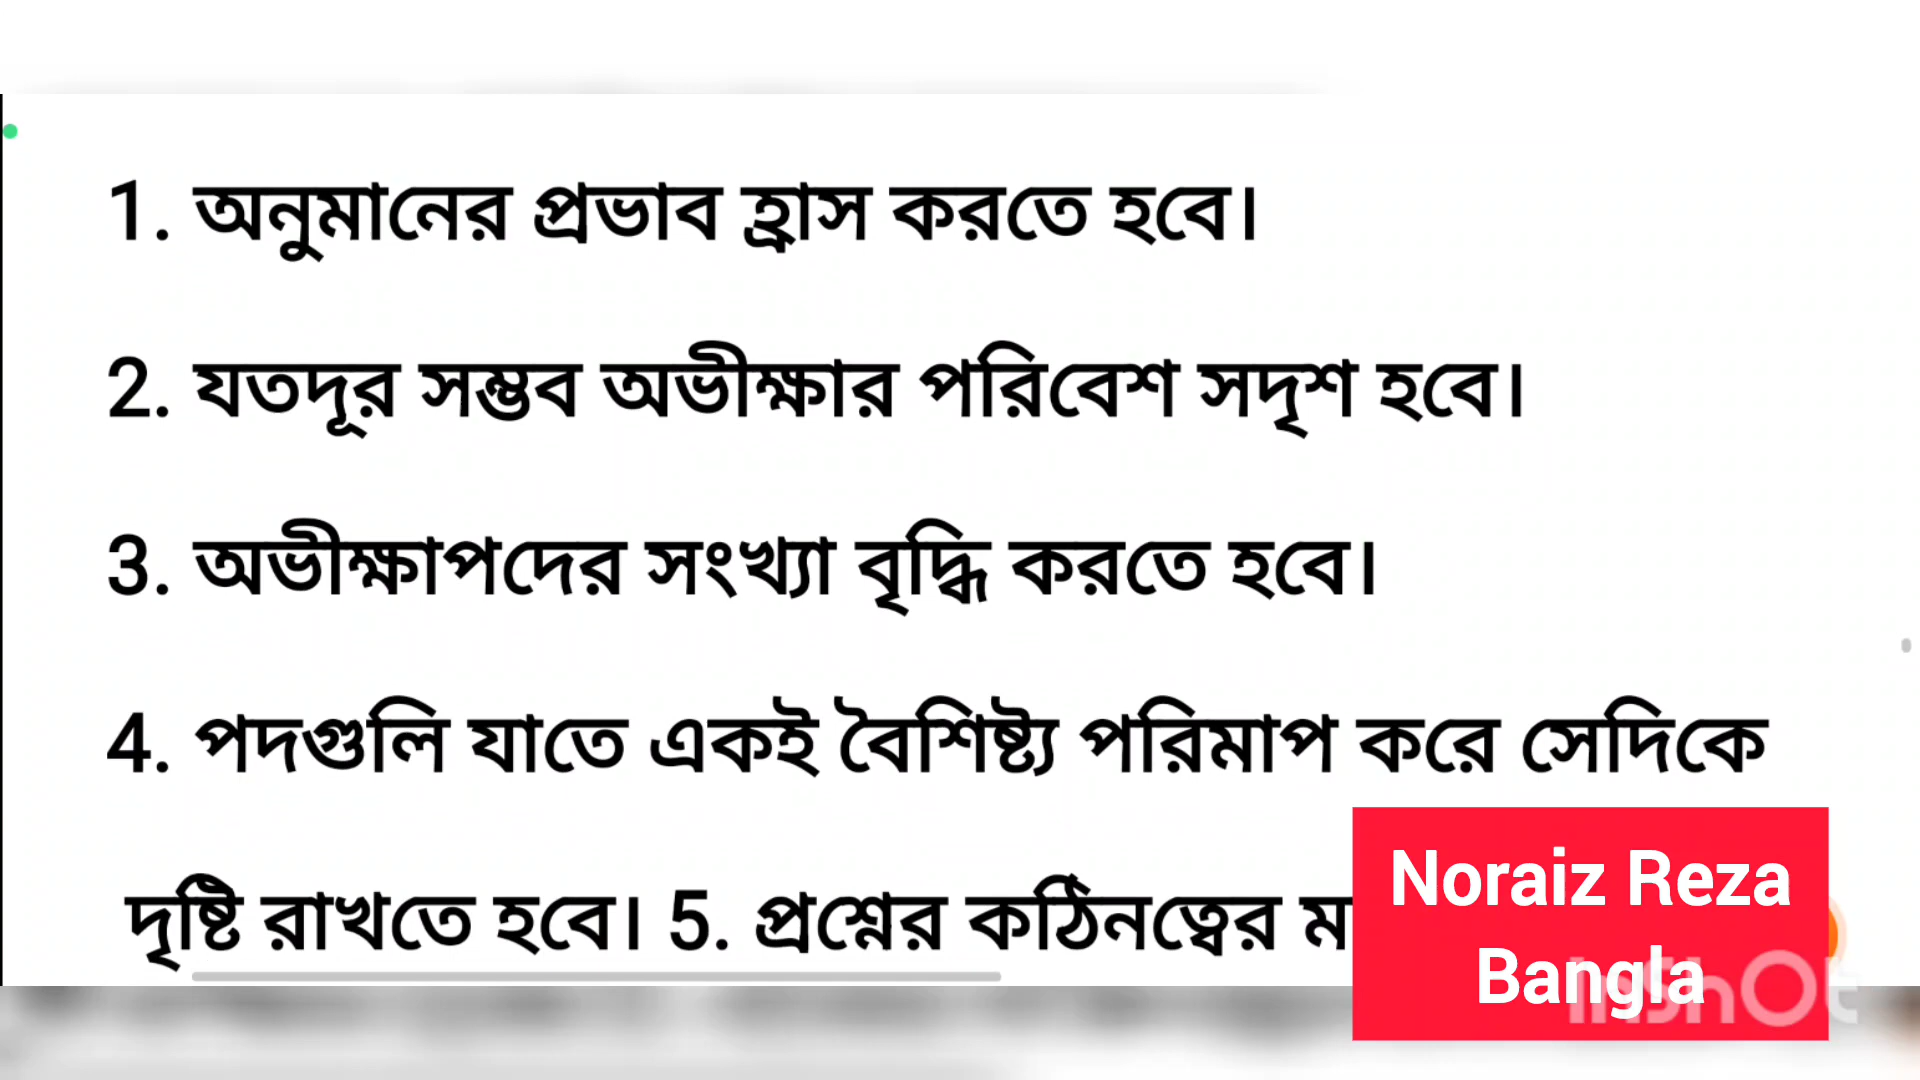 1. অনুমানের প্রভাব হ্রাস করতে হবে।
2. যতদূর সম্ভব অভীক্ষার পরিবেশ সদৃশ হবে।
3. অভীক্ষাপদের সংখ্যা বৃদ্ধি করতে হবে।
4. পদগুলি যাতে একই বৈশিষ্ট্য পরিমাপ করে সেদিকে
দৃষ্টি রাখতে হবে। 5. প্রশ্নের কঠিনত্বের
Noraiz Reza
Bangla
InShOt